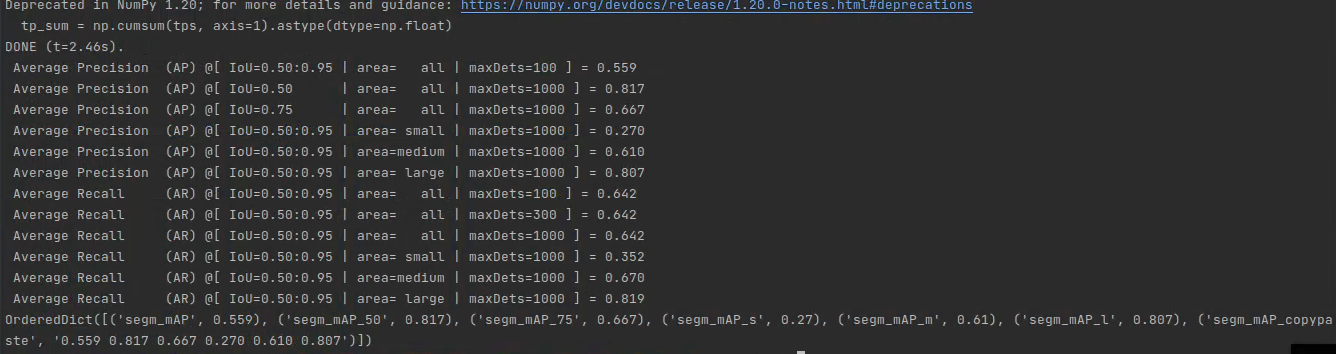 Deprecated in NumPy 1.20; for more details and guidance: https://numpy.org/devdocs/release/1.20.0-notes.html#deprecations
  tp_sum = np.cumsum(tps, axis=1).astype(dtype=np.float)
DONE (t=2.46s).
 Average Precision  (AP) @[ IoU=0.50:0.95 | area=   all | maxDets=100 ] = 0.559
 Average Precision  (AP) @[ IoU=0.50      | area=   all | maxDets=1000 ] = 0.817
 Average Precision  (AP) @[ IoU=0.75      | area=   all | maxDets=1000 ] = 0.667
 Average Precision  (AP) @[ IoU=0.50:0.95 | area= small | maxDets=1000 ] = 0.270
 Average Precision  (AP) @[ IoU=0.50:0.95 | area=medium | maxDets=1000 ] = 0.610
 Average Precision  (AP) @[ IoU=0.50:0.95 | area= large | maxDets=1000 ] = 0.807
 Average Recall     (AR) @[ IoU=0.50:0.95 | area=   all | maxDets=100 ] = 0.642
 Average Recall     (AR) @[ IoU=0.50:0.95 | area=   all | maxDets=300 ] = 0.642
 Average Recall     (AR) @[ IoU=0.50:0.95 | area=   all | maxDets=1000 ] = 0.642
 Average Recall     (AR) @[ IoU=0.50:0.95 | area= small | maxDets=1000 ] = 0.352
 Average Recall     (AR) @[ IoU=0.50:0.95 | area=medium | maxDets=1000 ] = 0.670
 Average Recall     (AR) @[ IoU=0.50:0.95 | area= large | maxDets=1000 ] = 0.819
OrderedDict([('segm_mAP', 0.559), ('segm_mAP_50', 0.817), ('segm_mAP_75', 0.667), ('segm_mAP_s', 0.27), ('segm_mAP_m', 0.61), ('segm_mAP_l', 0.807), ('segm_mAP_copypa
ste', '0.559 0.817 0.667 0.270 0.610 0.807')])